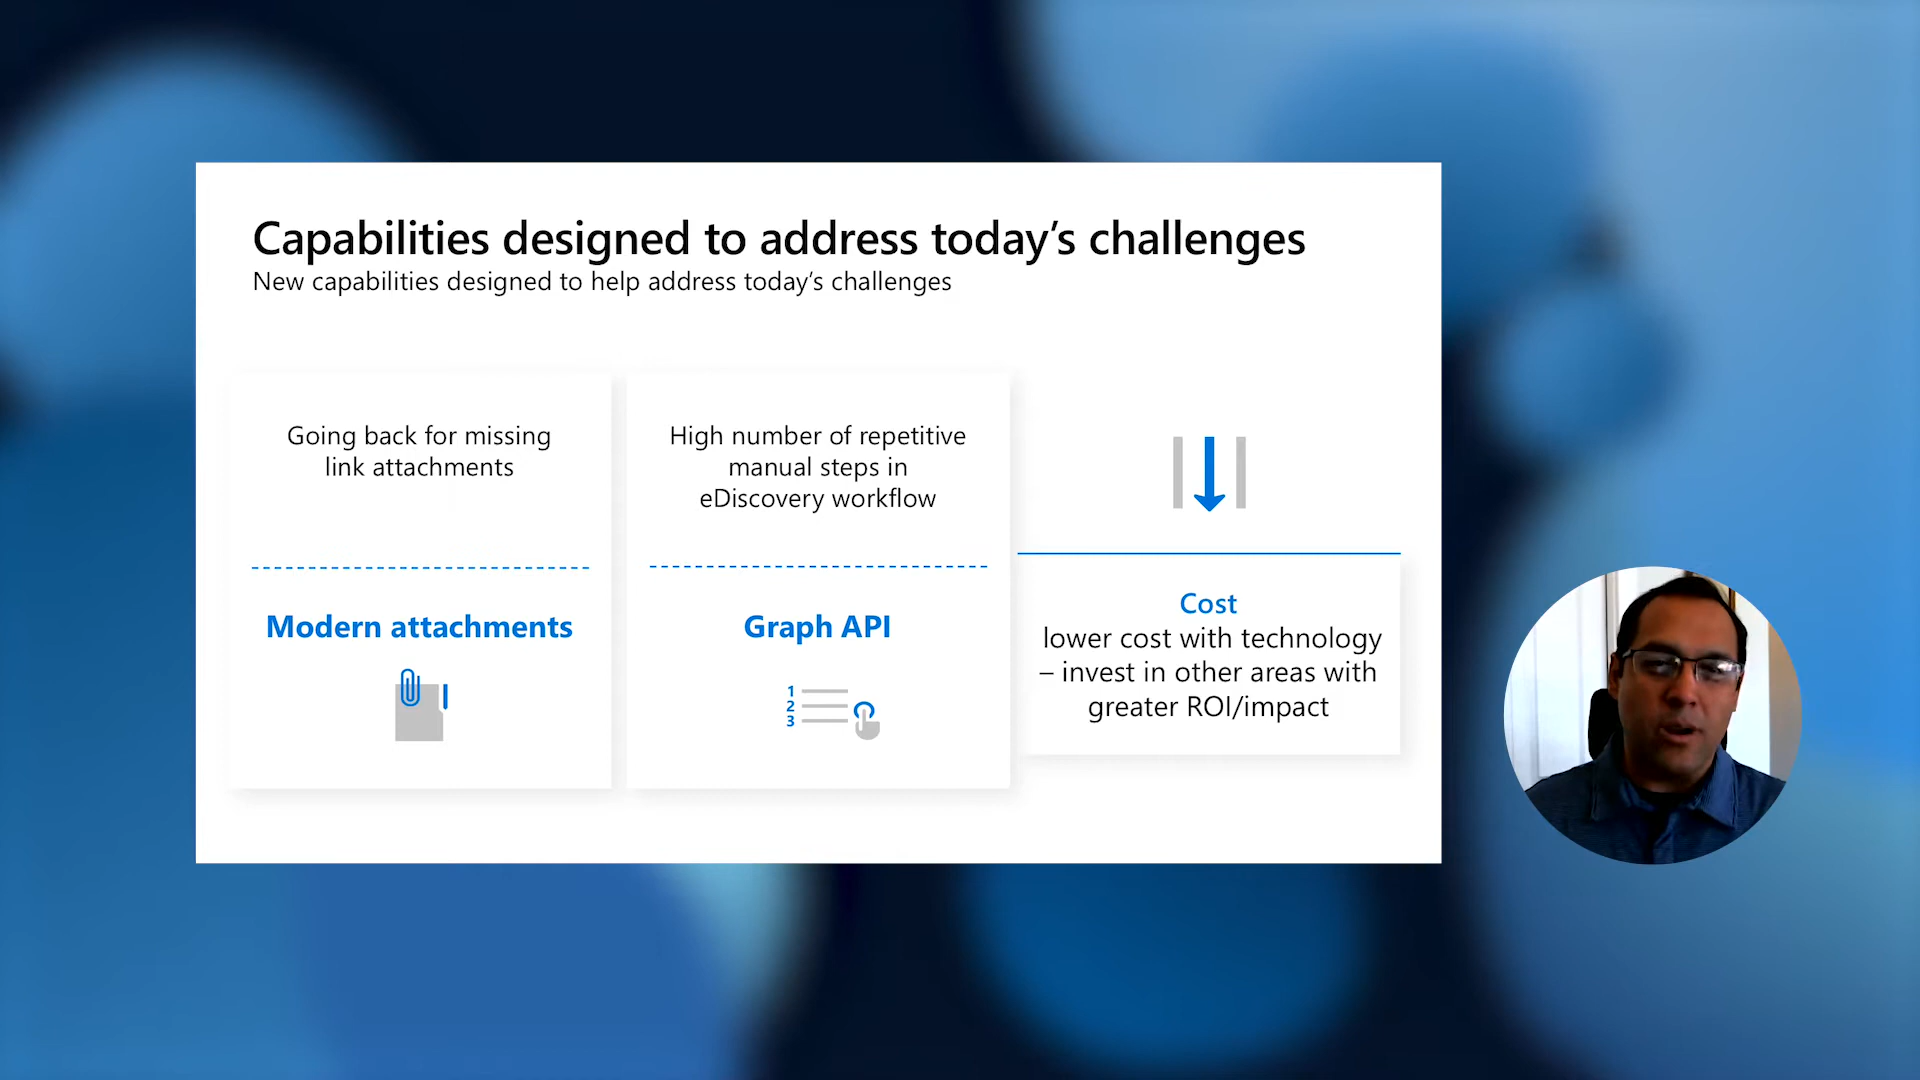 Capabilities designed to address today’s challenges
New capabilities designed to help address today’s challenges
Going back for missing
link attachments
Modern attachments
High number of repetitive
manual steps in
eDiscovery workflow
Graph API
1
2
3
Cost
lower cost with technology
– invest in other areas with
greater ROI/impact